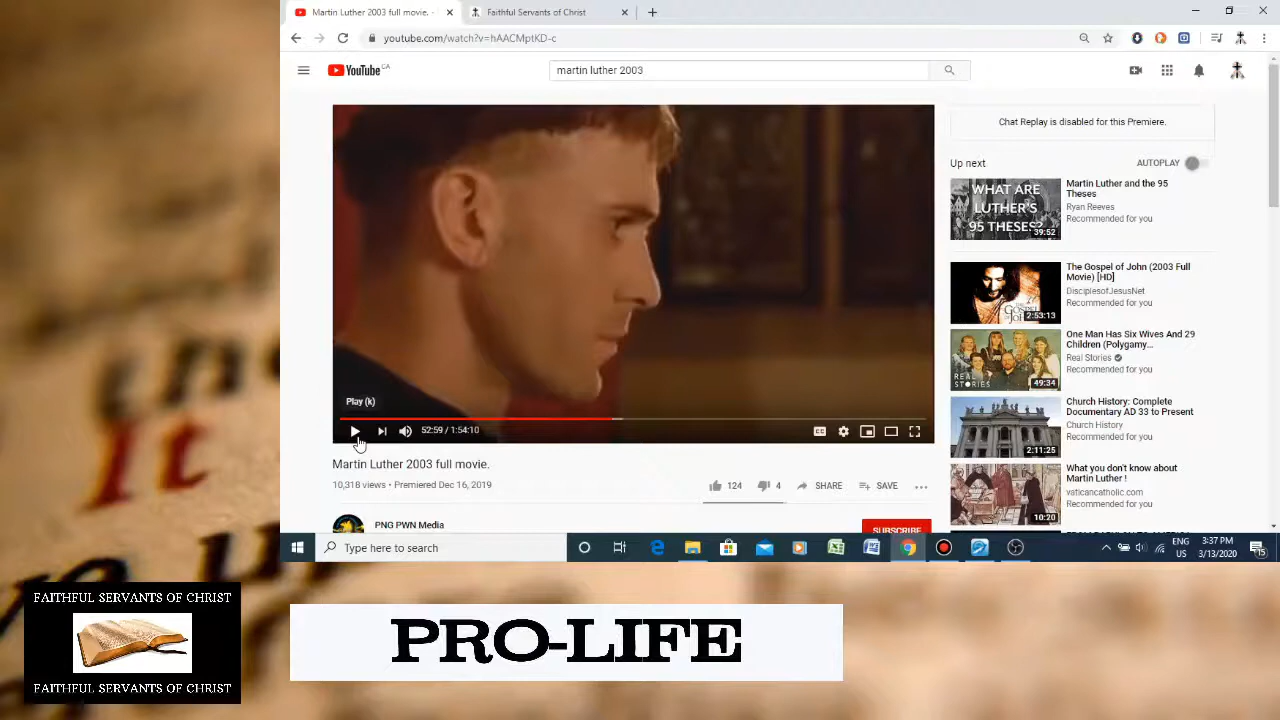 Martin Luther 2003 full movie.
Faithful Servants of Christ
youtube.com/watch?v=hAACMptKD-c
YouTube CA
martin luther 2003
Chat Replay is disabled for this Premiere.
Up next
AUTOPLAY
WHAT ARE
LUTHER'S
95 THESES?
39:52
Martin Luther and the 95
Theses
Ryan Reeves
Recommended for you
2:53:13
The Gospel of John (2003 Full
Movie) [HD]
DisciplesofJesusNet
Recommended for you
REAL
STORIES
49:34
One Man Has Six Wives And 29
Children (Polygamy...
Real Stories
Recommended for you
2:11:25
Church History: Complete
Documentary AD 33 to Present
Church History
Recommended for you
10:20
What you don't know about
Martin Luther !
vaticancatholic.com
Recommended for you
Play (k)
52:59 / 1:54:10
Martin Luther 2003 full movie.
10,318 views • Premiered Dec 16, 2019
124
4
SHARE
SAVE
PNG PWN Media
SUBSCRIBE
Type here to search
ENG
US
3:37 PM
3/13/2020
15
the
It
FAITHFUL SERVANTS OF CHRIST
FAITHFUL SERVANTS OF CHRIST
PRO-LIFE